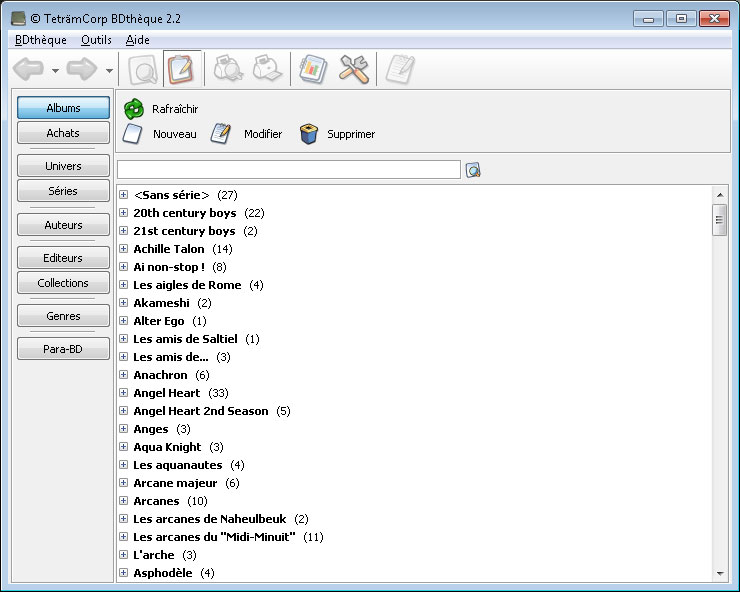 © TeträmCorp BDthèque 2.2
BDthèque Outils Aide
Albums
Achats
Univers
Séries
Auteurs
Editeurs
Collections
Genres
Para-BD
Rafraîchir
Nouveau Modifier Supprimer
<Sans série> (27)
20th century boys (22)
21st century boys (2)
Achille Talon (14)
Ai non-stop ! (8)
Les aigles de Rome (4)
Akameshi (2)
Alter Ego (1)
Les amis de Saltiel (1)
Les amis de... (3)
Anachron (6)
Angel Heart (33)
Angel Heart 2nd Season (5)
Anges (3)
Aqua Knight (3)
Les aquanautes (4)
Arcane majeur (6)
Arcanes (10)
Les arcanes de Naheulbeuk (2)
Les arcanes du "Midi-Minuit" (11)
L'arche (3)
Asphodèle (4)